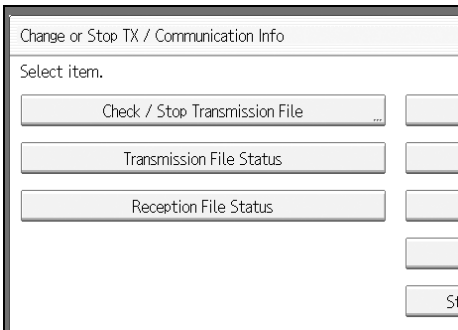 Change or Stop TX / Communication Info
Select item.
Check / Stop Transmission File
...
Transmission File Status
Reception File Status